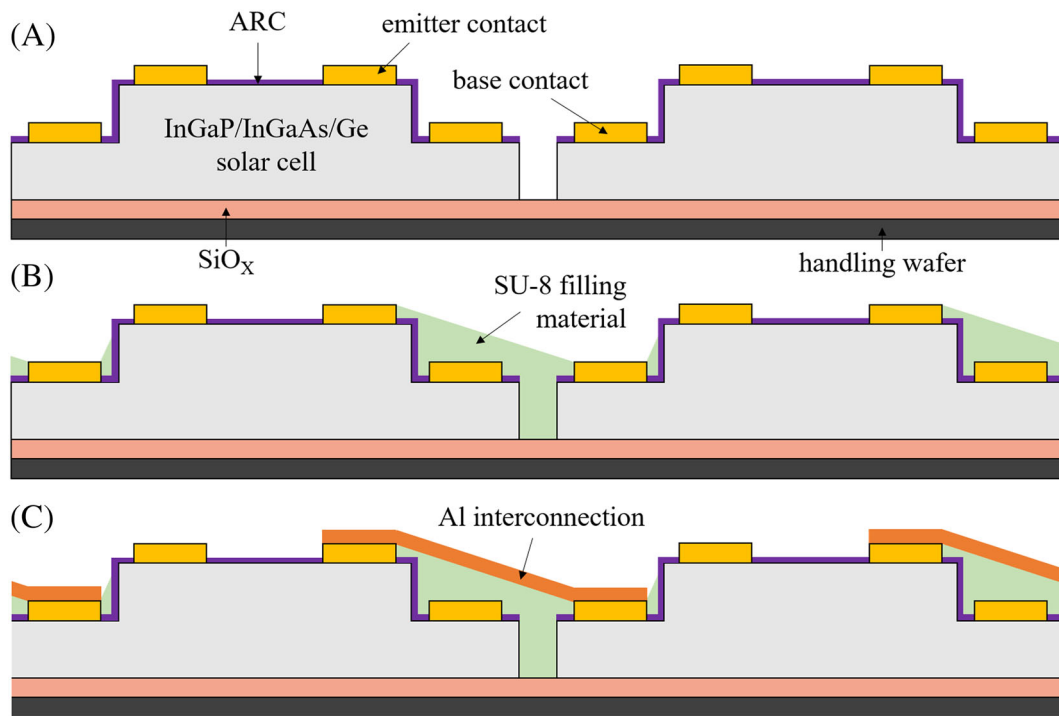 (A)
ARC
emitter contact
base contact
InGaP/InGaAs/Ge
solar cell
SiOX
handling wafer
(B)
SU-8 filling
material
(C)
Al interconnection